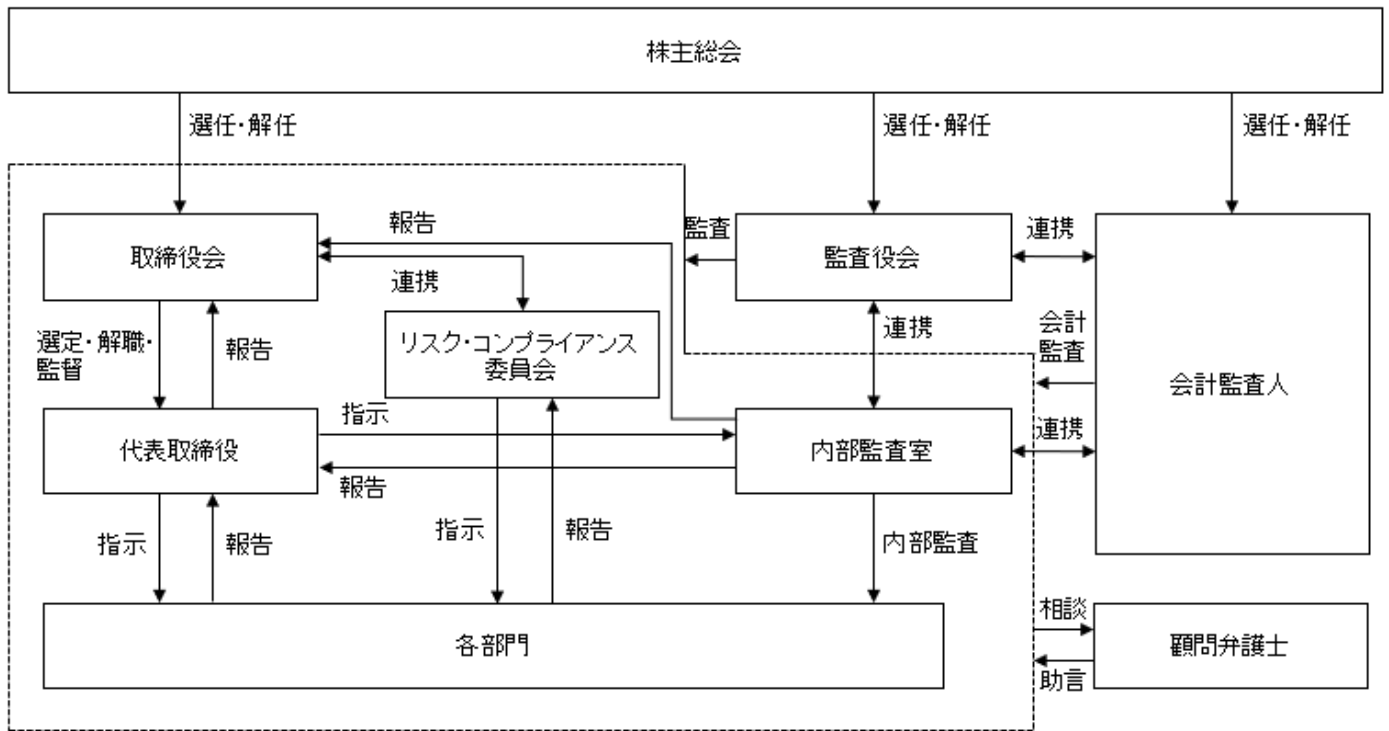 株主総会
選任・解任
選任・解任
選任・解任
取締役会
報告
連携
監査
監査役会
連携
会計監査人
選定・解職・
監督
報告
リスク・コンプライアンス
委員会
連携
会計
監査
代表取締役
指示
報告
内部監査室
連携
指示
報告
指示
報告
内部監査
各部門
相談
助言
顧問弁護士